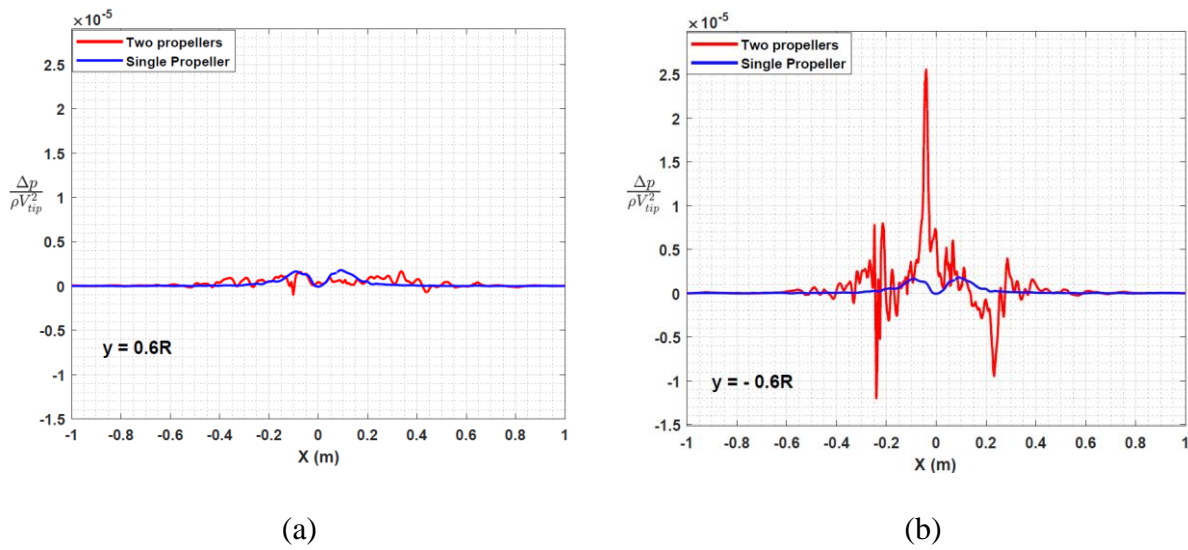 ×10⁻⁵
Two propellers
Single Propeller
2.5
2
1.5
1
0.5
0
-0.5
-1
-1.5
Δp
ρV²tip
y = 0.6R
-1 -0.8 -0.6 -0.4 -0.2 0 0.2 0.4 0.6 0.8 1
X (m)
(a)
×10⁻⁵
Two propellers
Single Propeller
2.5
2
1.5
1
0.5
0
-0.5
-1
-1.5
Δp
ρV²tip
y = - 0.6R
-1 -0.8 -0.6 -0.4 -0.2 0 0.2 0.4 0.6 0.8 1
X (m)
(b)